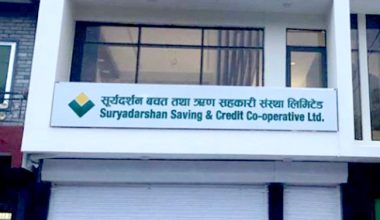 सूर्यदर्शन बचत तथा ऋण सहकारी संस्था लिमिटेड
Suryadarshan Saving & Credit Co-operative Ltd.